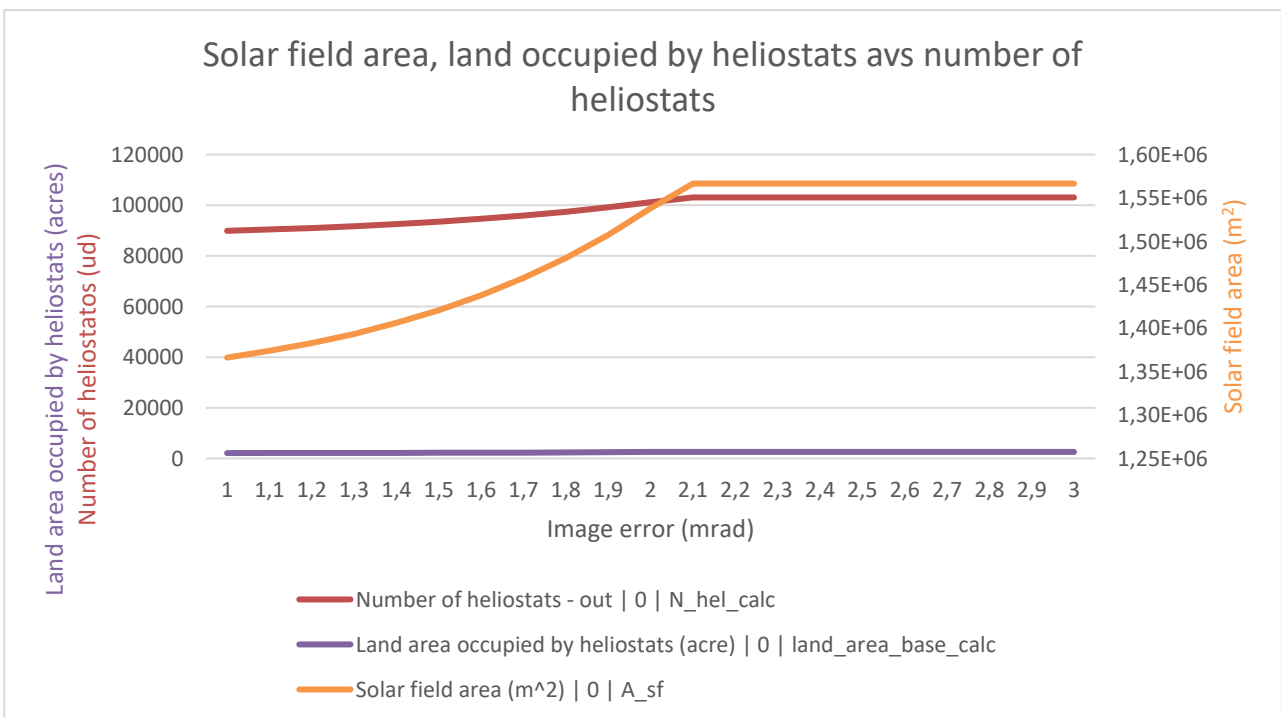 Solar field area, land occupied by heliostats avs number of
heliostats
Land area occupied by heliostats (acres)
Number of heliostatos (ud)
120000
100000
80000
60000
40000
20000
0
1,60E+06
1,55E+06
1,50E+06
1,45E+06
1,40E+06
1,35E+06
1,30E+06
1,25E+06
Solar field area (m²)
1 1,1 1,2 1,3 1,4 1,5 1,6 1,7 1,8 1,9 2 2,1 2,2 2,3 2,4 2,5 2,6 2,7 2,8 2,9 3
Image error (mrad)
Number of heliostats - out | 0 | N_hel_calc
Land area occupied by heliostats (acre) | 0 | land_area_base_calc
Solar field area (m^2) | 0 | A_sf